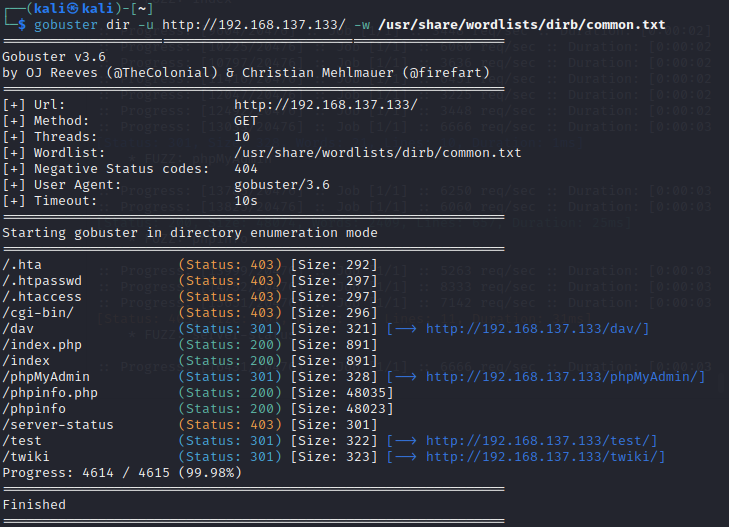 ┌──(kali㉿kali)-[~]
└─$ gobuster dir -u http://192.168.137.133/ -w /usr/share/wordlists/dirb/common.txt
===============================================================
Gobuster v3.6
by OJ Reeves (@TheColonial) & Christian Mehlmauer (@firefart)
===============================================================
[+] Url:                     http://192.168.137.133/
[+] Method:                  GET
[+] Threads:                 10
[+] Wordlist:                /usr/share/wordlists/dirb/common.txt
[+] Negative Status codes:   404
[+] User Agent:              gobuster/3.6
[+] Timeout:                 10s
===============================================================
Starting gobuster in directory enumeration mode
===============================================================
/.hta                 (Status: 403) [Size: 292]
/.htpasswd            (Status: 403) [Size: 297]
/.htaccess            (Status: 403) [Size: 297]
/cgi-bin/             (Status: 403) [Size: 296]
/dav                  (Status: 301) [Size: 321] [--> http://192.168.137.133/dav/]
/index.php            (Status: 200) [Size: 891]
/index                (Status: 200) [Size: 891]
/phpMyAdmin           (Status: 301) [Size: 328] [--> http://192.168.137.133/phpMyAdmin/]
/phpinfo.php          (Status: 200) [Size: 48035]
/phpinfo              (Status: 200) [Size: 48023]
/server-status        (Status: 403) [Size: 301]
/test                 (Status: 301) [Size: 322] [--> http://192.168.137.133/test/]
/twiki                (Status: 301) [Size: 323] [--> http://192.168.137.133/twiki/]
Progress: 4614 / 4615 (99.98%)
===============================================================
Finished
===============================================================